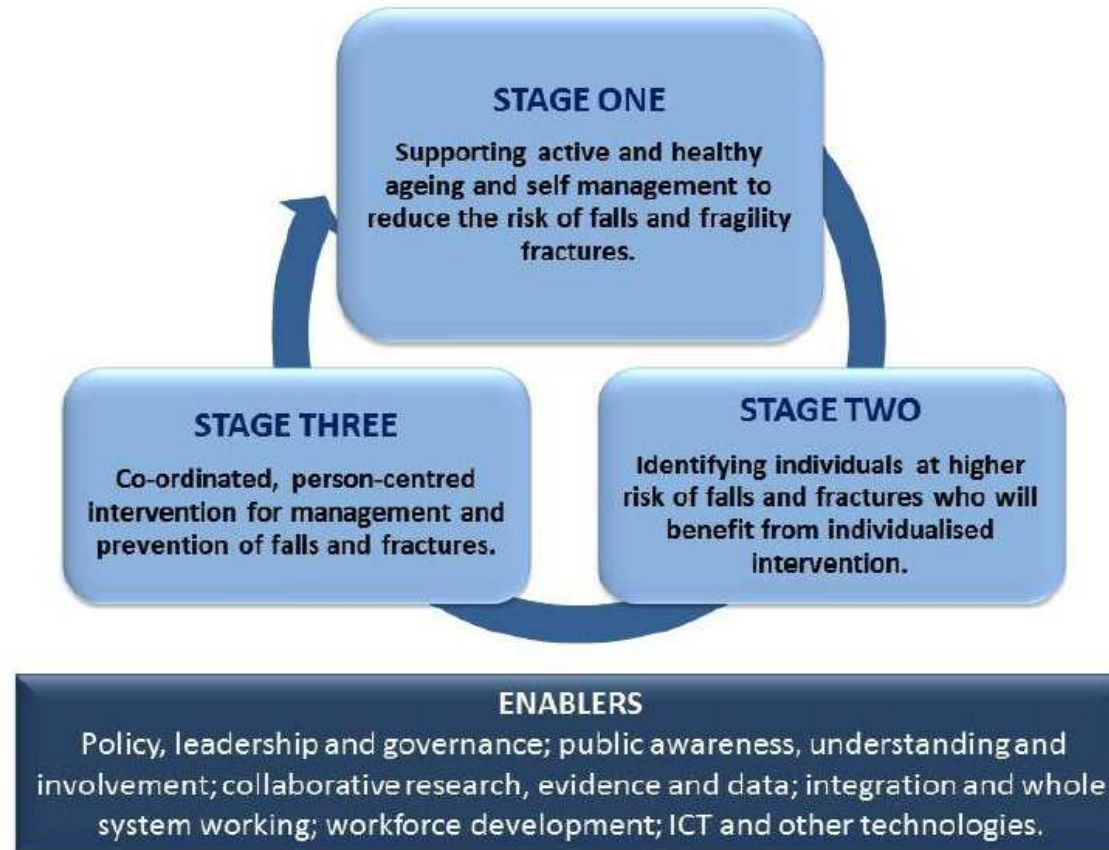 STAGE ONE
Supporting active and healthy
ageing and self management to
reduce the risk of falls and fragility
fractures.
STAGE THREE
Co-ordinated, person-centred
intervention for management and
prevention of falls and fractures.
STAGE TWO
Identifying individuals at higher
risk of falls and fractures who will
benefit from individualised
intervention.
ENABLERS
Policy, leadership and governance; public awareness, understanding and
involvement; collaborative research, evidence and data; integration and whole
system working; workforce development; ICT and other technologies.